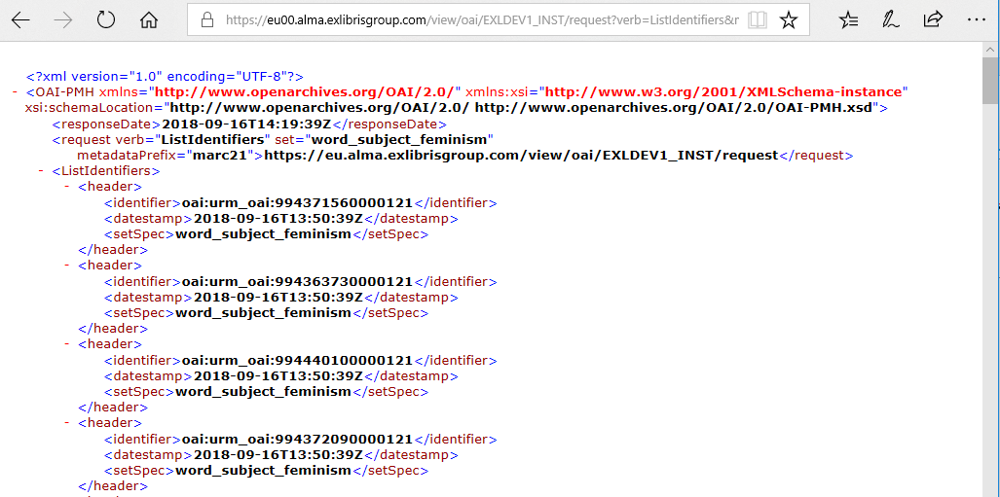 https://eu00.alma.exlibrisgroup.com/view/oai/EXLDEV1_INST/request?verb=ListIdentifiers&r
<?xml version="1.0" encoding="UTF-8"?>
- <OAI-PMH xmlns="http://www.openarchives.org/OAI/2.0/" xmlns:xsi="http://www.w3.org/2001/XMLSchema-instance"
xsi:schemaLocation="http://www.openarchives.org/OAI/2.0/ http://www.openarchives.org/OAI/2.0/OAI-PMH.xsd">
<responseDate>2018-09-16T14:19:39Z</responseDate>
<request verb="ListIdentifiers" set="word_subject_feminism"
metadataPrefix="marc21">https://eu.alma.exlibrisgroup.com/view/oai/EXLDEV1_INST/request</request>
- <ListIdentifiers>
- <header>
<identifier>oai:urm_oai:994371560000121</identifier>
<datestamp>2018-09-16T13:50:39Z</datestamp>
<setSpec>word_subject_feminism</setSpec>
</header>
- <header>
<identifier>oai:urm_oai:994363730000121</identifier>
<datestamp>2018-09-16T13:50:39Z</datestamp>
<setSpec>word_subject_feminism</setSpec>
</header>
- <header>
<identifier>oai:urm_oai:994440100000121</identifier>
<datestamp>2018-09-16T13:50:39Z</datestamp>
<setSpec>word_subject_feminism</setSpec>
</header>
- <header>
<identifier>oai:urm_oai:994372090000121</identifier>
<datestamp>2018-09-16T13:50:39Z</datestamp>
<setSpec>word_subject_feminism</setSpec>
</header>